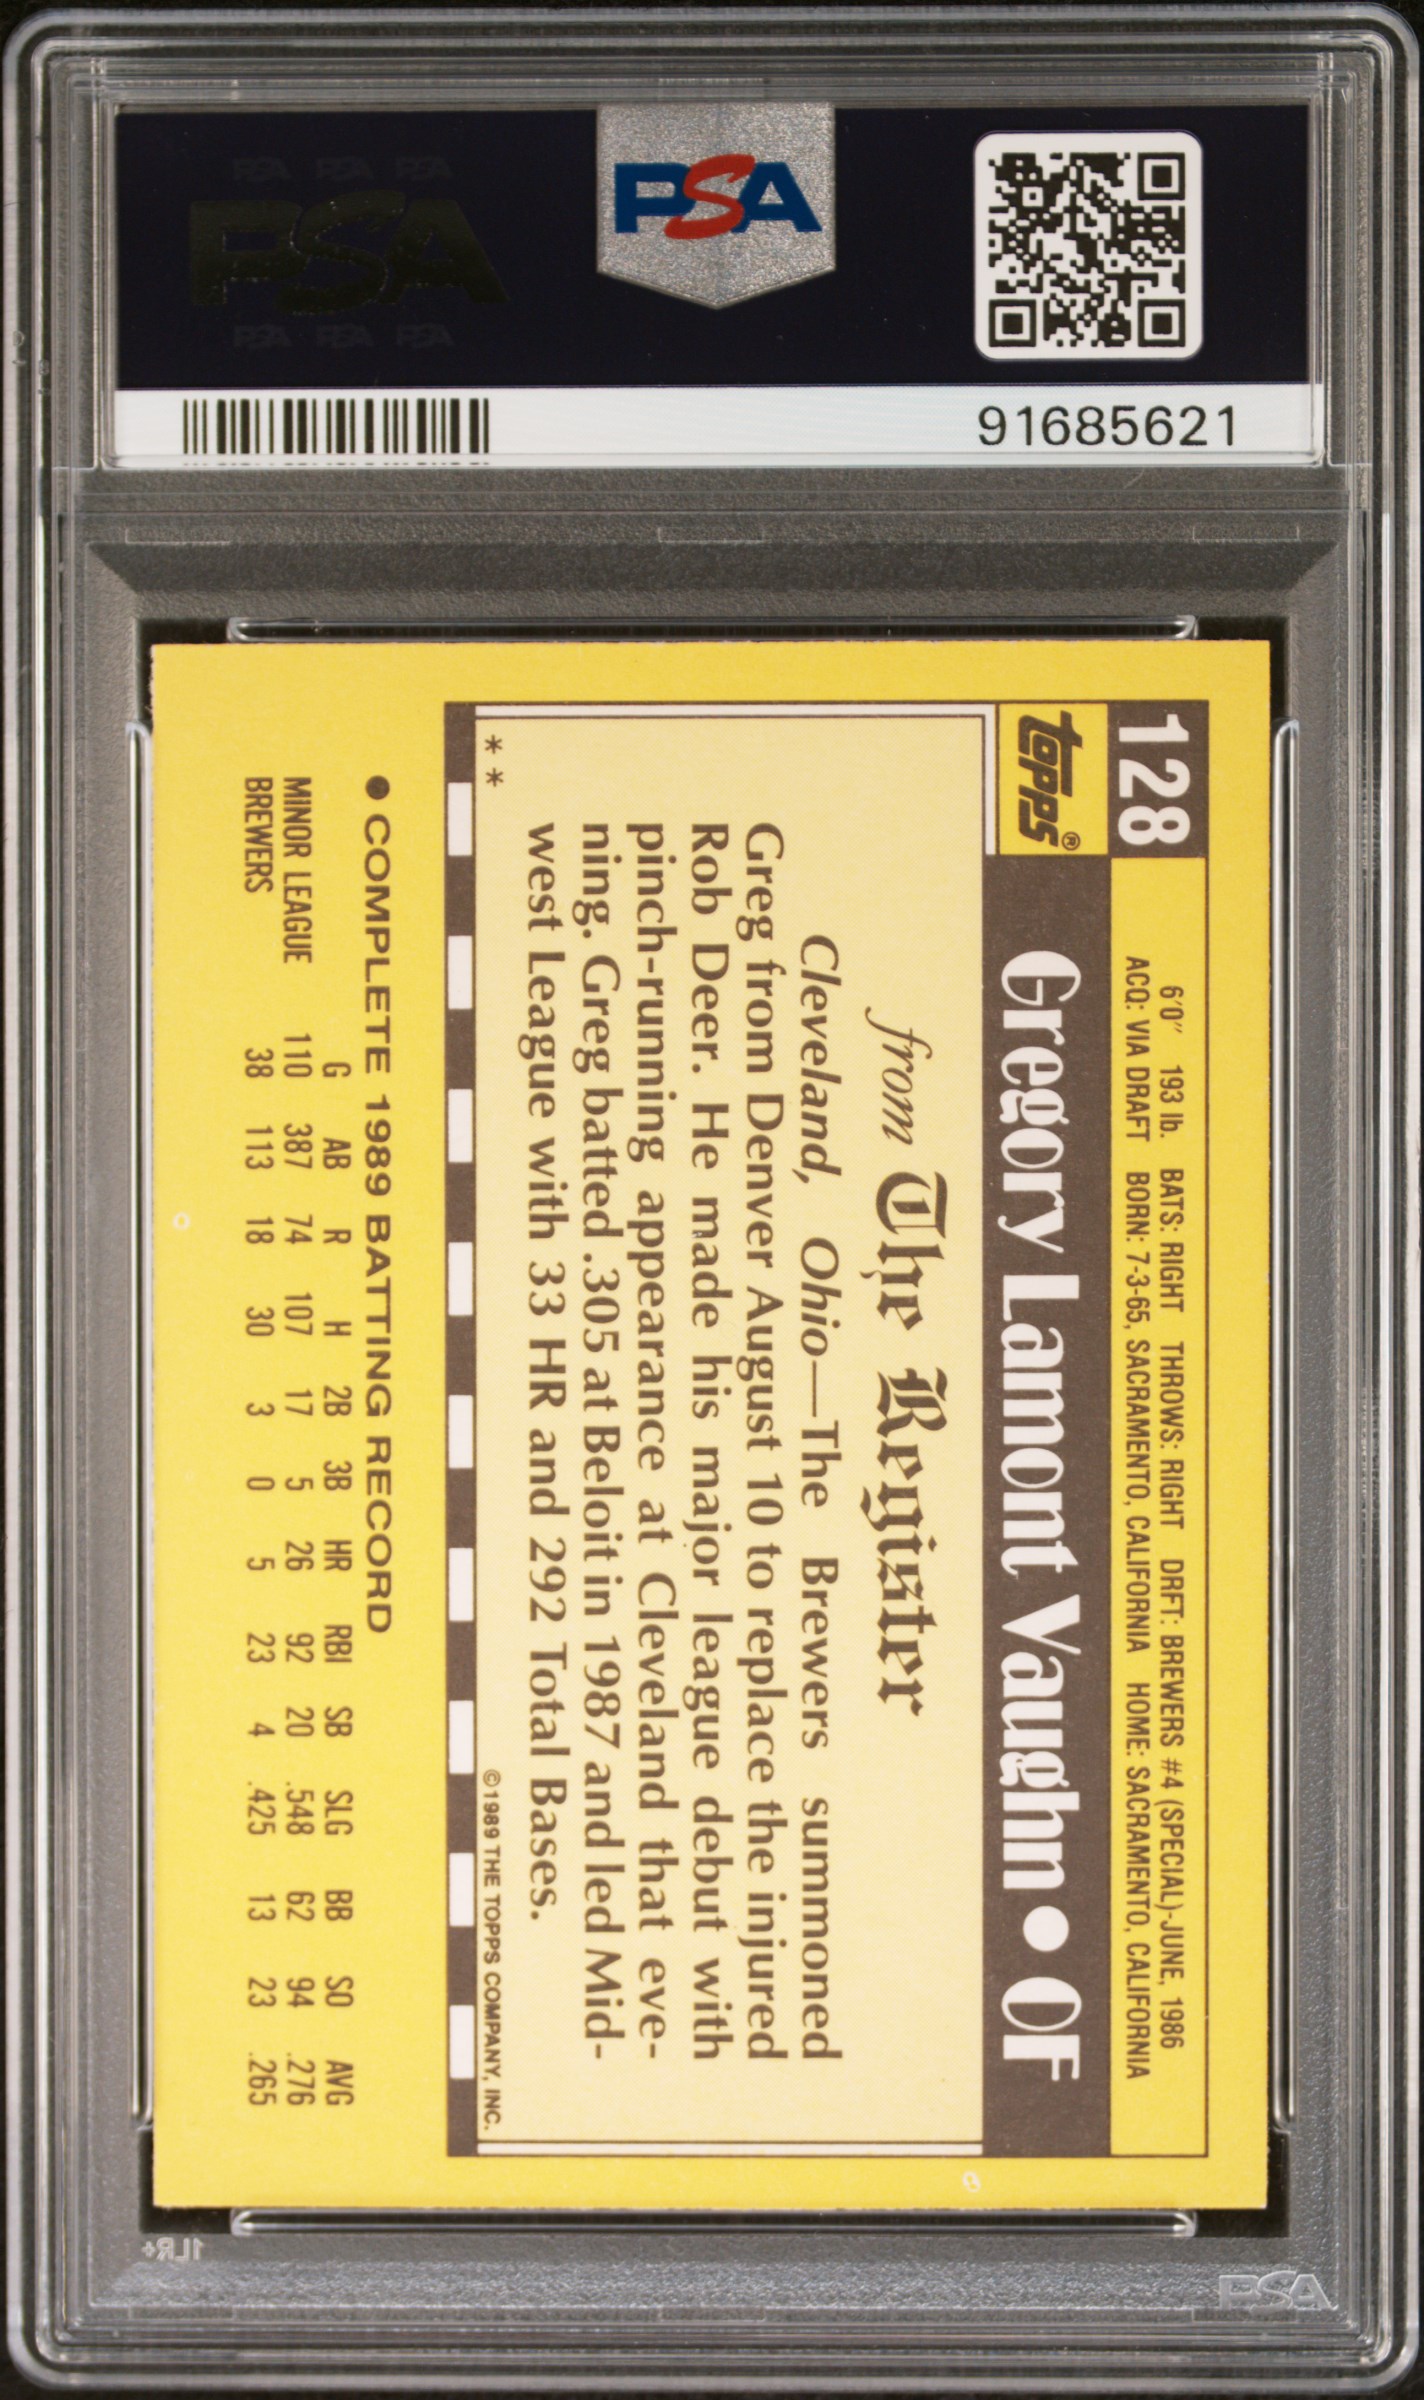 PSA PSA PSA
PSA
PSA PSA PSA
PSA
91685621
128
6'0" 193 lb. BATS: RIGHT THROWS: RIGHT DRFT: BREWERS #4 (SPECIAL)-JUNE, 1986
ACQ: VIA DRAFT BORN: 7-3-65, SACRAMENTO, CALIFORNIA HOME: SACRAMENTO, CALIFORNIA
topps®
Gregory Lamont Vaughn • OF
from The Register
Cleveland, Ohio—The Brewers summoned
Greg from Denver August 10 to replace the injured
Rob Deer. He made his major league debut with
pinch-running appearance at Cleveland that eve-
ning. Greg batted .305 at Beloit in 1987 and led Mid-
west League with 33 HR and 292 Total Bases.
* *
©1989 THE TOPPS COMPANY, INC.
• COMPLETE 1989 BATTING RECORD
G AB R H 2B 3B HR RBI SB SLG BB SO AVG
MINOR LEAGUE 110 387 74 107 17 5 26 92 20 .548 62 94 .276
BREWERS 38 113 18 30 3 0 5 23 4 .425 13 23 .265
1LR+
PSA